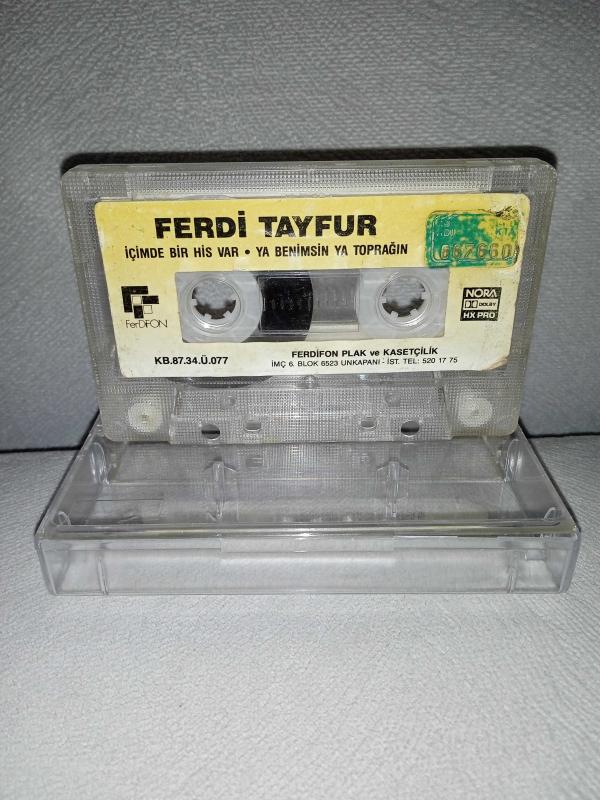 FERDİ TAYFUR
İÇİMDE BİR HİS VAR • YA BENİMSİN YA TOPRAĞIN
667660
FerDİFON
NORA
DOLBY
HX PRO
KB.87.34.Ü.077
FERDİFON PLAK ve KASETÇİLİK
İMÇ 6. BLOK 6523 UNKAPANI - İST. TEL: 520 17 75